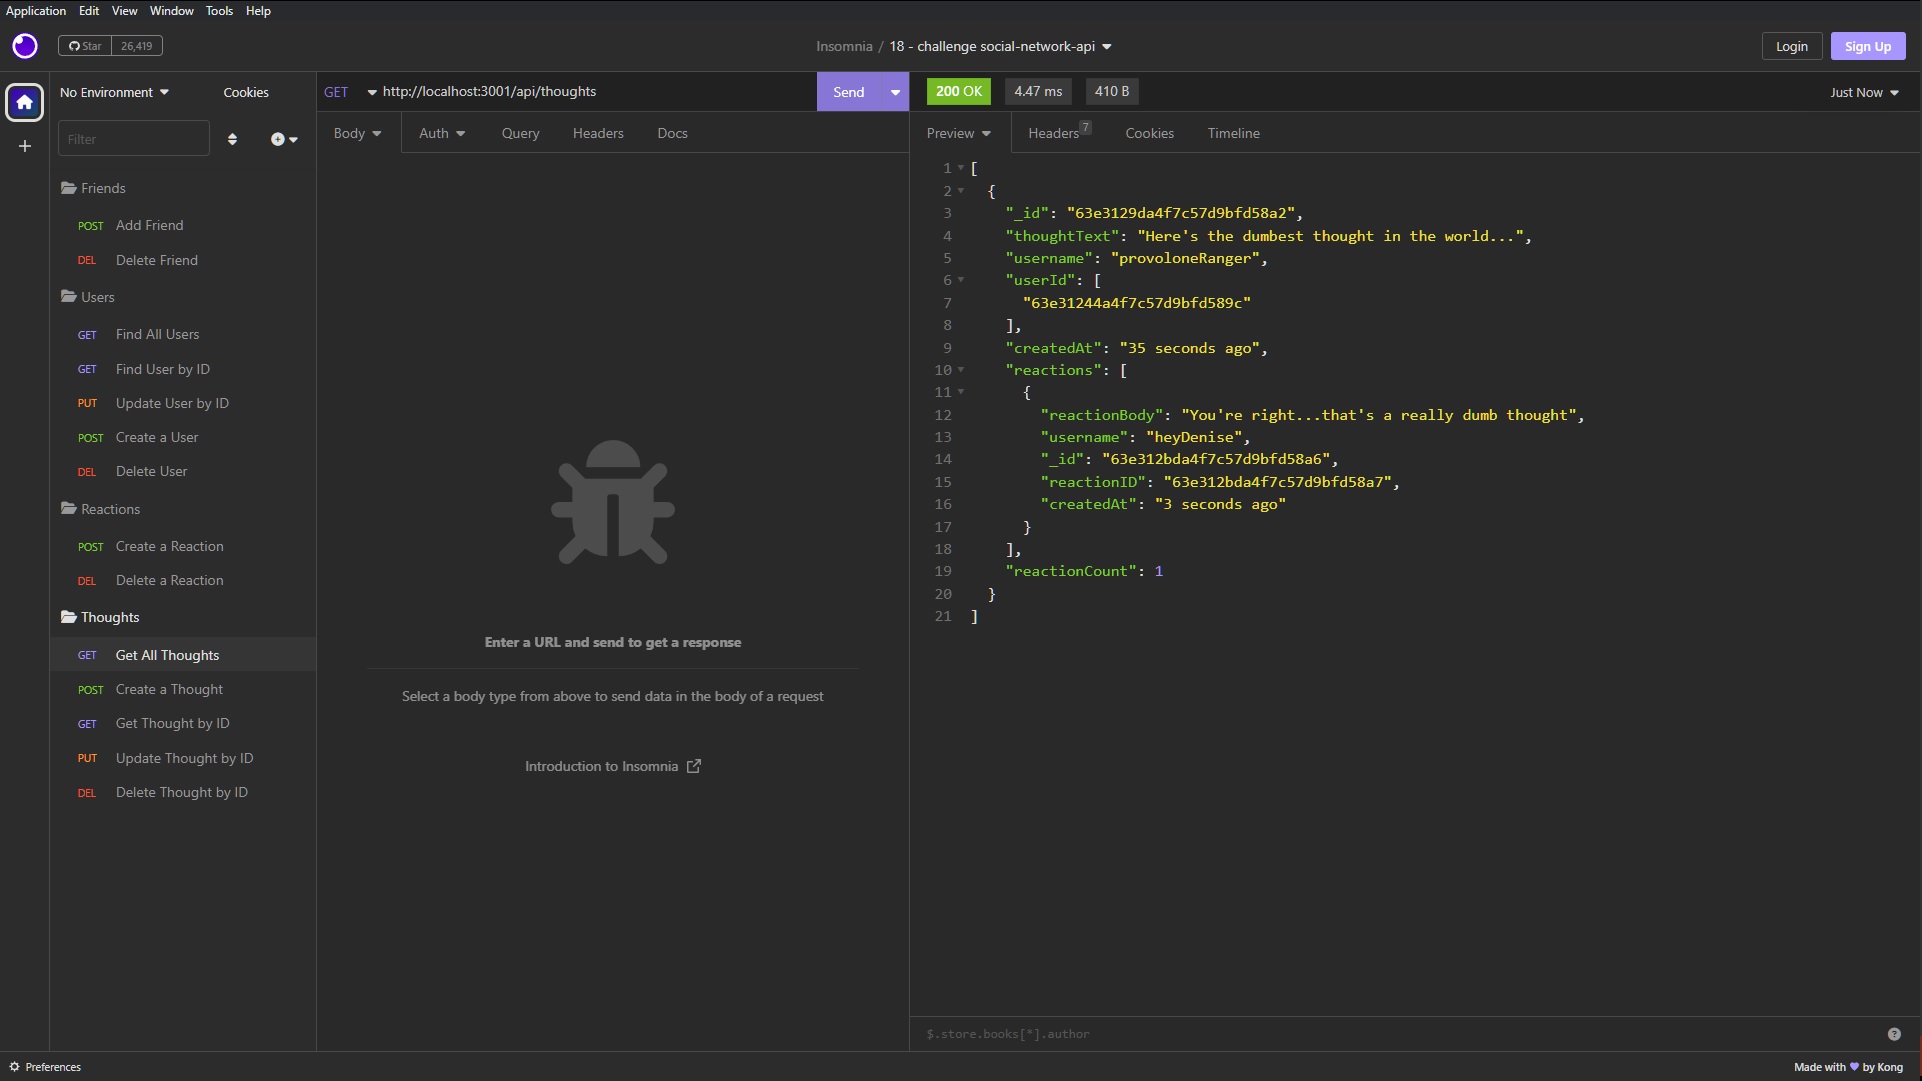 Application Edit View Window Tools Help
Star 26,419
Insomnia / 18 - challenge social-network-api
Login Sign Up
No Environment Cookies
GET http://localhost:3001/api/thoughts Send
200 OK 4.47 ms 410 B Just Now
Filter
Body Auth Query Headers Docs
Preview Headers 7 Cookies Timeline
Friends
POST Add Friend
DEL Delete Friend
Users
GET Find All Users
GET Find User by ID
PUT Update User by ID
POST Create a User
DEL Delete User
Reactions
POST Create a Reaction
DEL Delete a Reaction
Thoughts
GET Get All Thoughts
POST Create a Thought
GET Get Thought by ID
PUT Update Thought by ID
DEL Delete Thought by ID
Enter a URL and send to get a response
Select a body type from above to send data in the body of a request
Introduction to Insomnia
1 [
2 {
3 "_id": "63e3129da4f7c57d9bfd58a2",
4 "thoughtText": "Here's the dumbest thought in the world...",
5 "username": "provoloneRanger",
6 "userId": [
7 "63e31244a4f7c57d9bfd589c"
8 ],
9 "createdAt": "35 seconds ago",
10 "reactions": [
11 {
12 "reactionBody": "You're right...that's a really dumb thought",
13 "username": "heyDenise",
14 "_id": "63e312bda4f7c57d9bfd58a6",
15 "reactionID": "63e312bda4f7c57d9bfd58a7",
16 "createdAt": "3 seconds ago"
17 }
18 ],
19 "reactionCount": 1
20 }
21 ]
$.store.books[*].author ?
Preferences
Made with by Kong